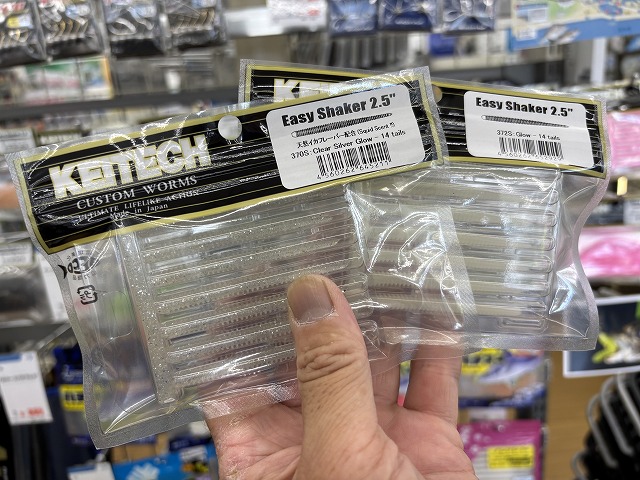 KEITECH
CUSTOM WORMS
ULTIMATE LIFELIKE ACTION
Made in Japan
Easy Shaker 2.5"
天然イカフレーバー配合 (Squid Scent F)
370S・Clear Silver Glow - 14 tails
Easy Shaker 2.5"
372S・Glow - 14 tails